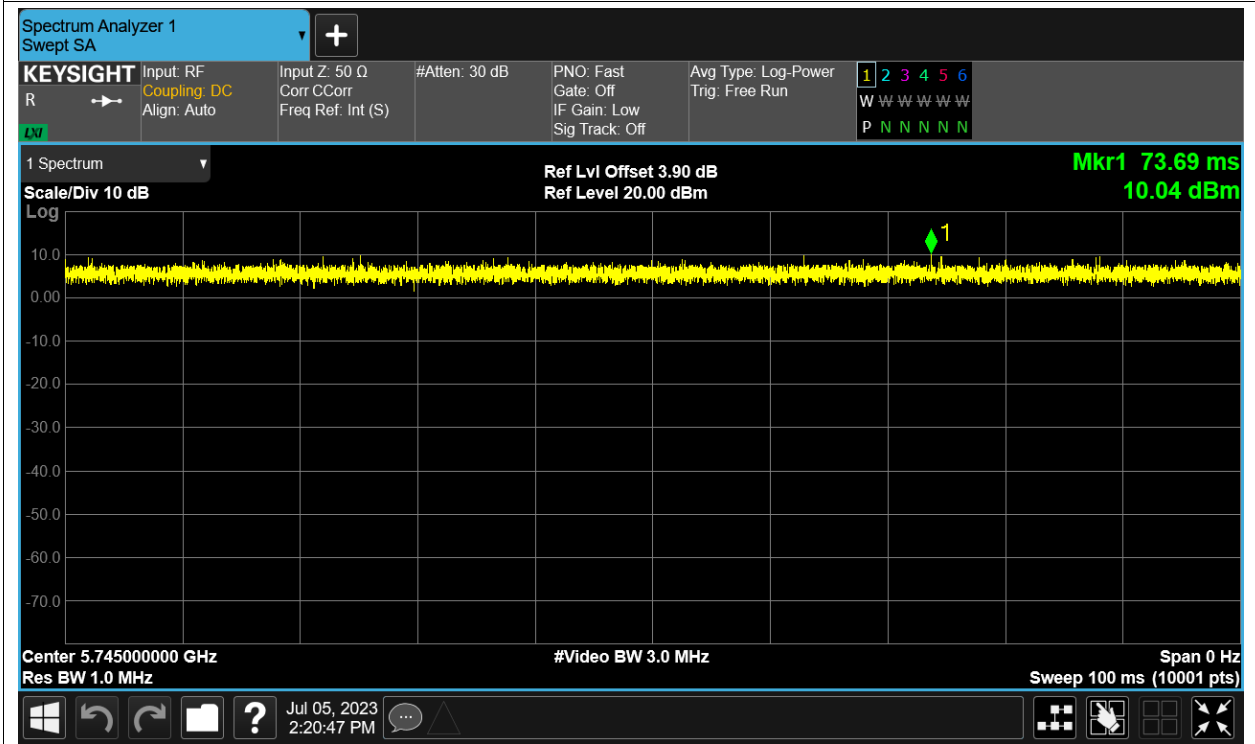 Spectrum Analyzer 1
Swept SA
▼
+
KEYSIGHT
R
LXI
Input: RF
Coupling: DC
Align: Auto
Input Z: 50 Ω
Corr CCorr
Freq Ref: Int (S)
#Atten: 30 dB
PNO: Fast
Gate: Off
IF Gain: Low
Sig Track: Off
Avg Type: Log-Power
Trig: Free Run
1 2 3 4 5 6
W W W W W W
P N N N N N
1 Spectrum ▼
Scale/Div 10 dB
Ref Lvl Offset 3.90 dB
Ref Level 20.00 dBm
Mkr1 73.69 ms
10.04 dBm
Log
1
10.0
0.00
-10.0
-20.0
-30.0
-40.0
-50.0
-60.0
-70.0
Center 5.745000000 GHz
Res BW 1.0 MHz
#Video BW 3.0 MHz
Span 0 Hz
Sweep 100 ms (10001 pts)
?
Jul 05, 2023
2:20:47 PM